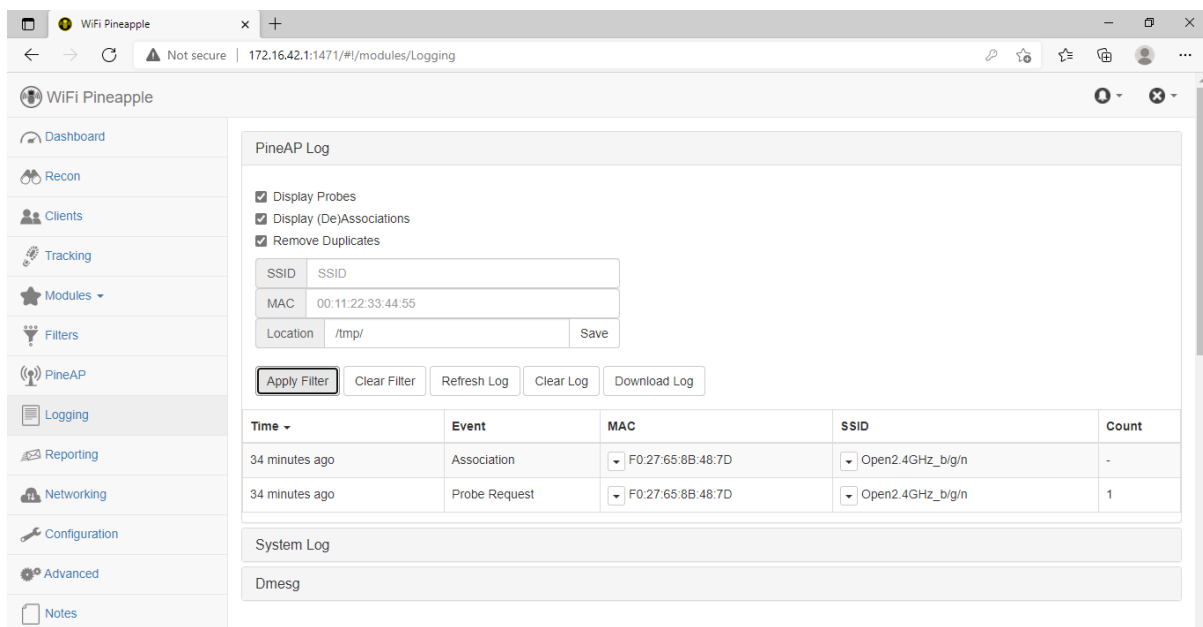 WiFi Pineapple
Not secure | 172.16.42.1:1471/#!/modules/Logging
WiFi Pineapple
Dashboard
Recon
Clients
Tracking
Modules
Filters
PineAP
Logging
Reporting
Networking
Configuration
Advanced
Notes
PineAP Log
Display Probes
Display (De)Associations
Remove Duplicates
SSID SSID
MAC 00:11:22:33:44:55
Location /tmp/ Save
Apply Filter Clear Filter Refresh Log Clear Log Download Log
Time Event MAC SSID Count
34 minutes ago Association F0:27:65:8B:48:7D Open2.4GHz_b/g/n -
34 minutes ago Probe Request F0:27:65:8B:48:7D Open2.4GHz_b/g/n 1
System Log
Dmesg